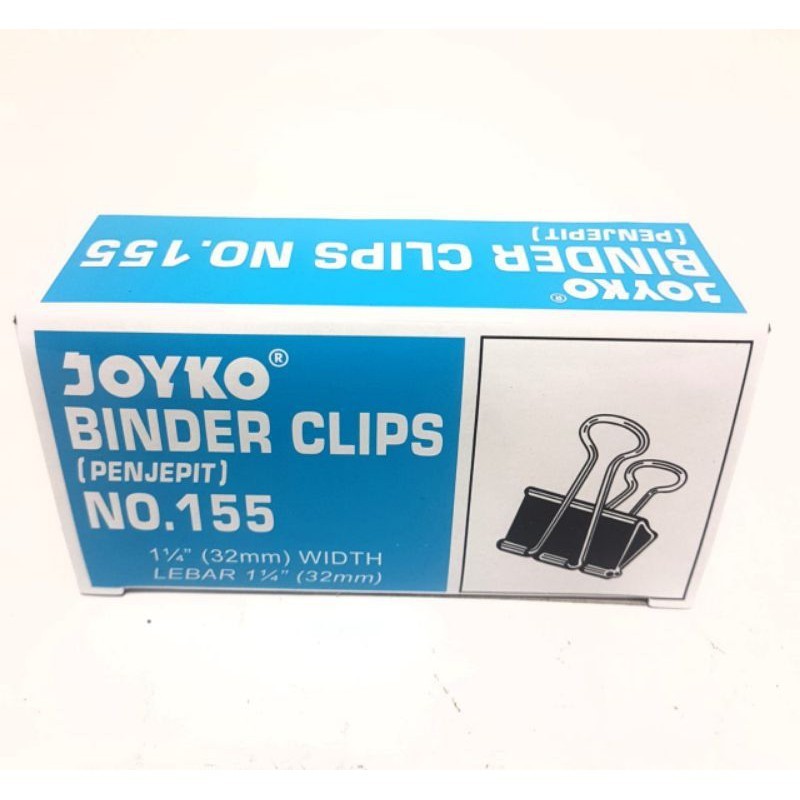 JOYKO®
BINDER CLIPS NO.155
(PENJEPIT)
JOYKO®
BINDER CLIPS
(PENJEPIT)
NO.155
1¼" (32mm) WIDTH
LEBAR 1¼" (32mm)